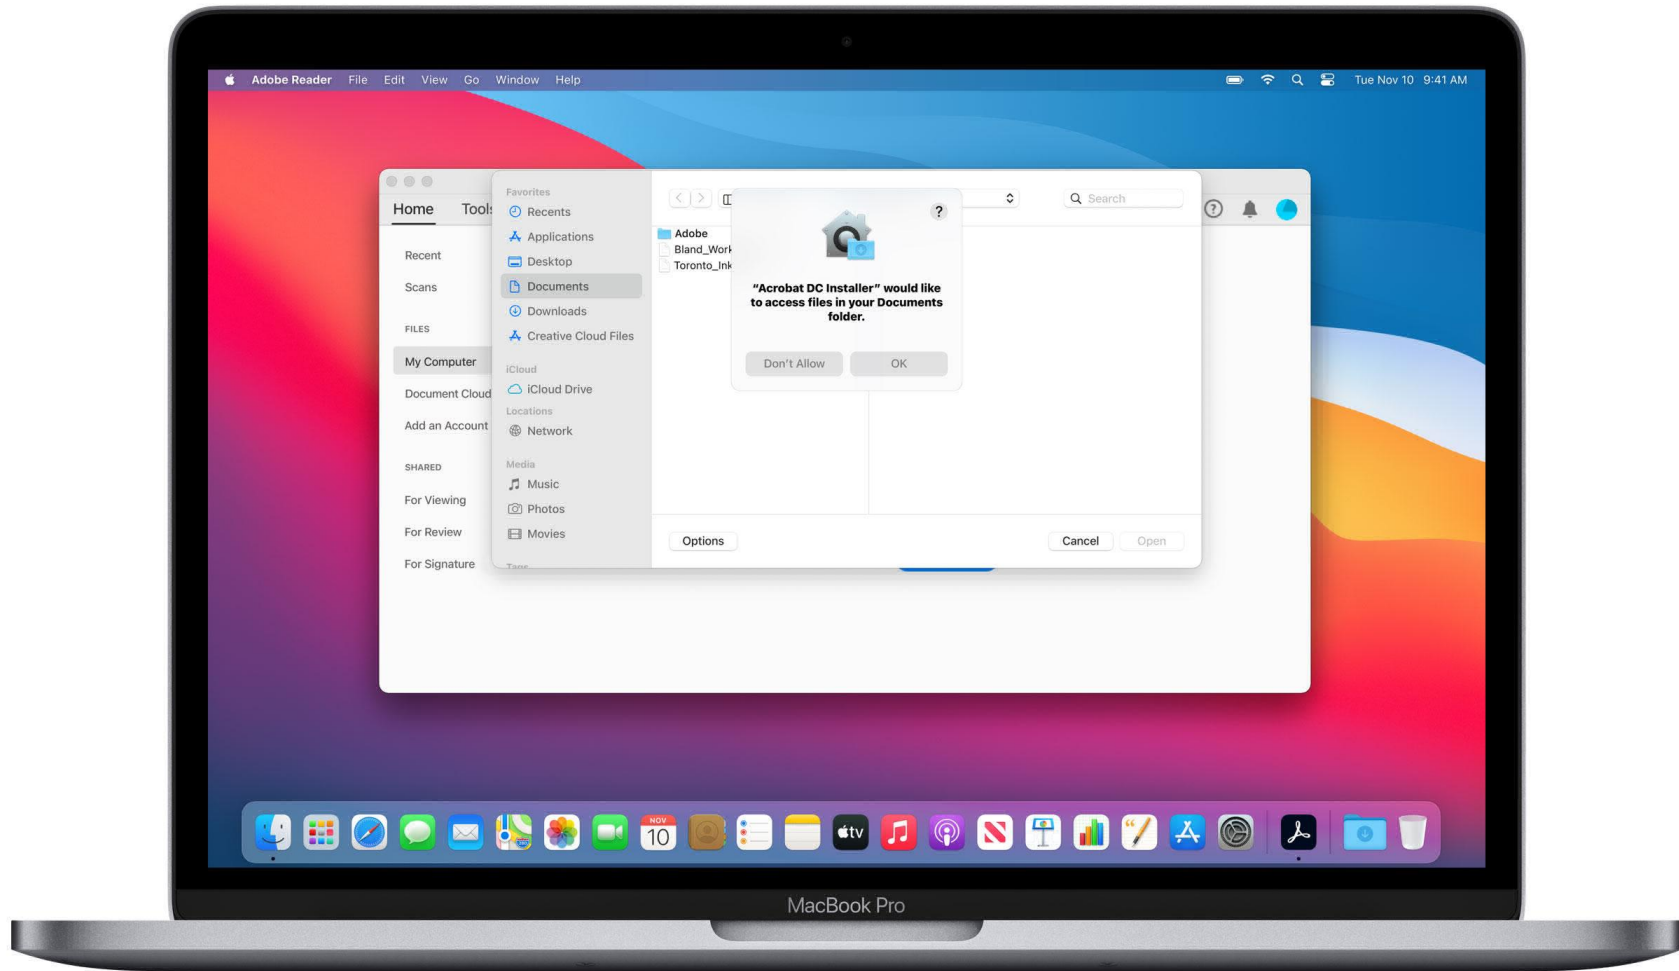 Adobe Reader File Edit View Go Window Help
Tue Nov 10 9:41 AM
Home
Recent
Scans
FILES
My Computer
Document Cloud
Add an Account
SHARED
For Viewing
For Review
For Signature
Favorites
Recents
Applications
Desktop
Documents
Downloads
Creative Cloud Files
iCloud
iCloud Drive
Locations
Network
Media
Music
Photos
Movies
Search
Adobe
Bland_Work
Toronto_Ink
?
"Acrobat DC Installer" would like
to access files in your Documents
folder.
Don't Allow OK
Options Cancel Open
?
NOV
10
tv
MacBook Pro